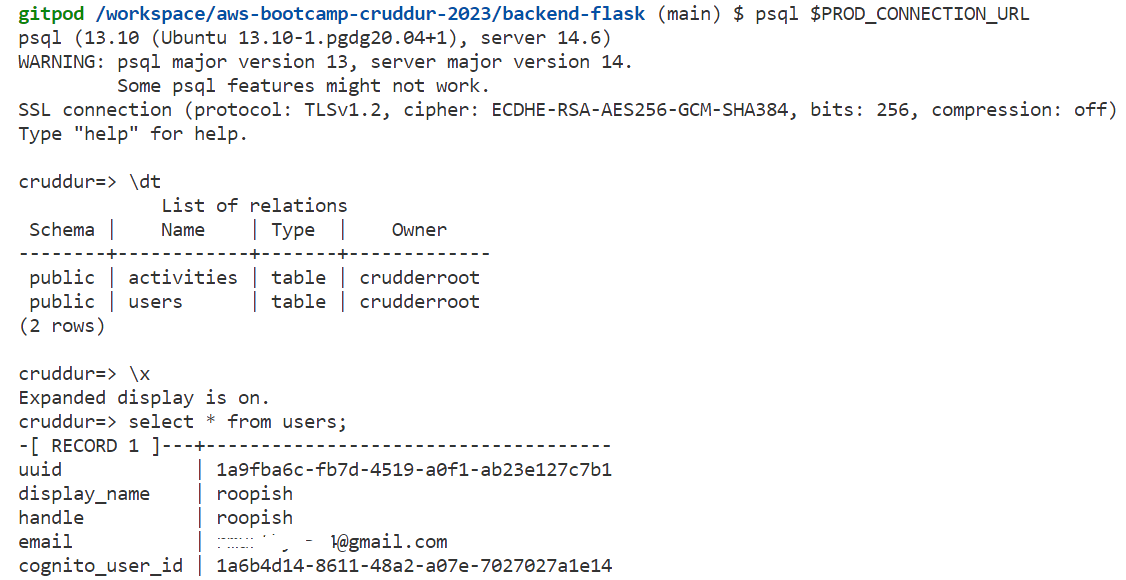 gitpod /workspace/aws-bootcamp-cruddur-2023/backend-flask (main) $ psql $PROD_CONNECTION_URL
psql (13.10 (Ubuntu 13.10-1.pgdg20.04+1), server 14.6)
WARNING: psql major version 13, server major version 14.
         Some psql features might not work.
SSL connection (protocol: TLSv1.2, cipher: ECDHE-RSA-AES256-GCM-SHA384, bits: 256, compression: off)
Type "help" for help.

cruddur=> \dt
             List of relations
 Schema |    Name    | Type  |    Owner
--------+------------+-------+-------------
 public | activities | table | crudderroot
 public | users      | table | crudderroot
(2 rows)

cruddur=> \x
Expanded display is on.
cruddur=> select * from users;
-[ RECORD 1 ]---+-------------------------------------
uuid            | 1a9fba6c-fb7d-4519-a0f1-ab23e127c7b1
display_name    | roopish
handle          | roopish
email           | @gmail.com
cognito_user_id | 1a6b4d14-8611-48a2-a07e-7027027a1e14